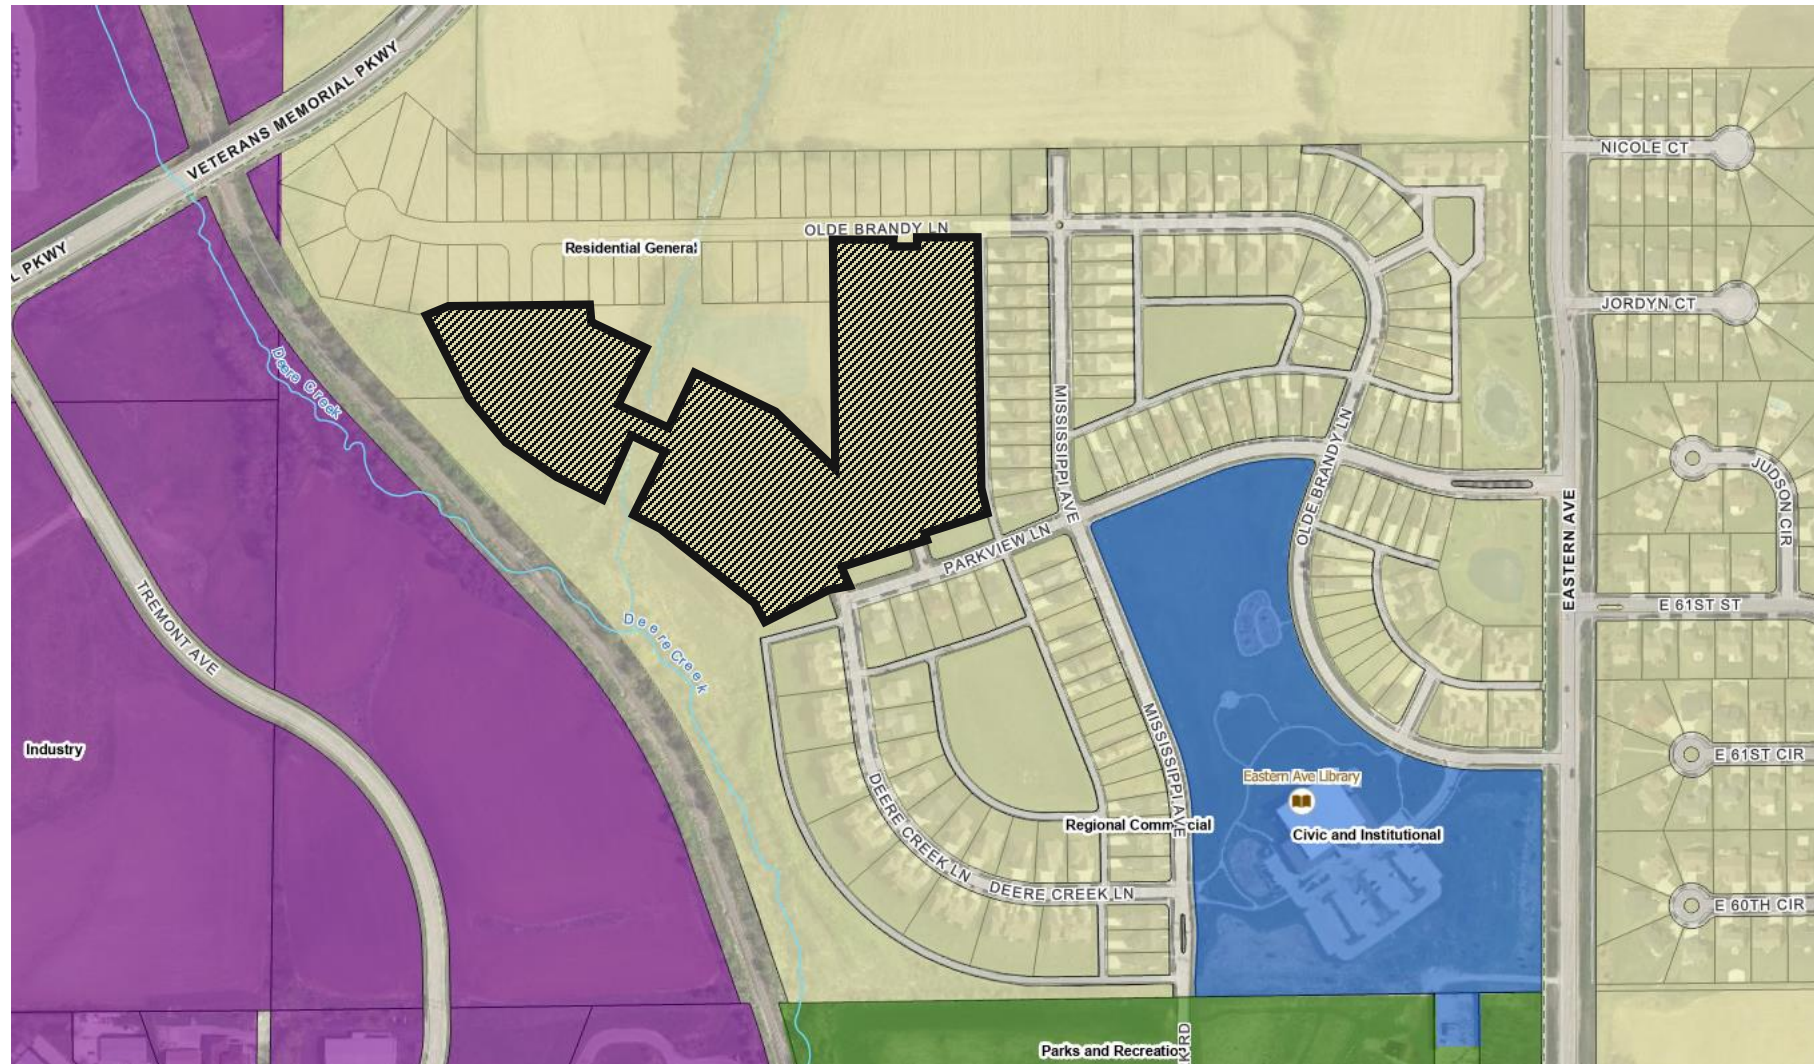 VETERANS MEMORIAL PKWY
L PKWY
NICOLE CT
OLDE BRANDY LN
Residential General
JORDYN CT
Deere Creek
MISSISSIPPI AVE
OLDE BRANDY LN
JUDSON CIR
EASTERN AVE
PARKVIEW LN
E 61ST ST
TREMONT AVE
Deere Creek
Industry
MISSISSIPPI AVE
E 61ST CIR
Eastern Ave Library
DEERE CREEK LN
Regional Commercial
Civic and Institutional
DEERE CREEK LN
E 60TH CIR
K RD
Parks and Recreation